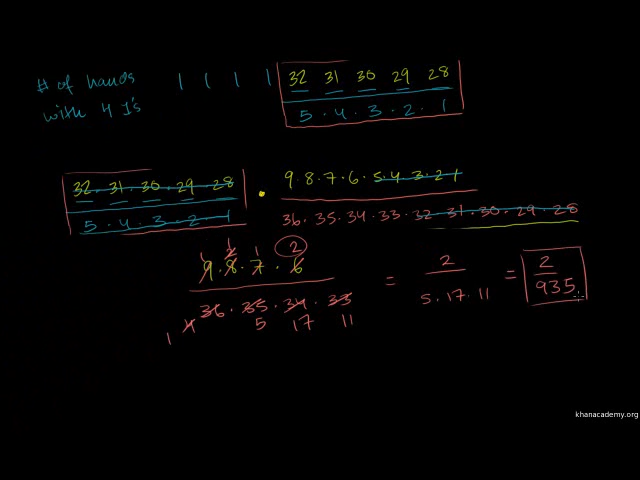 # of hands 1 1 1 1 32 31 30 29 28
with 4 1's 5 · 4 · 3 · 2 · 1
32 · 31 · 30 · 29 · 28 · 9 · 8 · 7 · 6 · 5 · 4 · 3 · 2 · 1
5 · 4 · 3 · 2 · 1 36 · 35 · 34 · 33 · 32 · 31 · 30 · 29 · 28
1 1 1 2
9 · 8 · 7 · 6 = 2 = 2
36 · 35 · 34 · 33 5 · 17 · 11 935
1 4 5 17 11
khanacademy.org